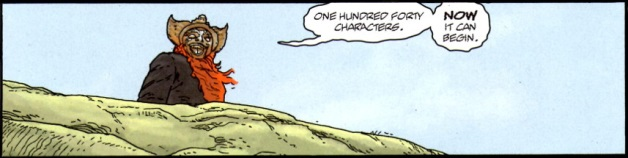 ONE HUNDRED FORTY
CHARACTERS.
NOW
IT CAN
BEGIN.